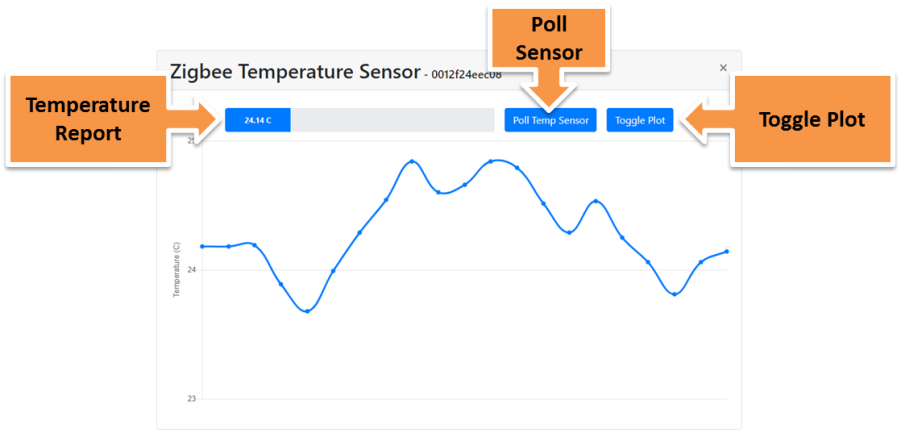 Poll
Sensor
Zigbee Temperature Sensor - 0012f24eec08
×
Temperature
Report
24.14 C
Poll Temp Sensor
Toggle Plot
Toggle Plot
25
24
23
Temperature (C)